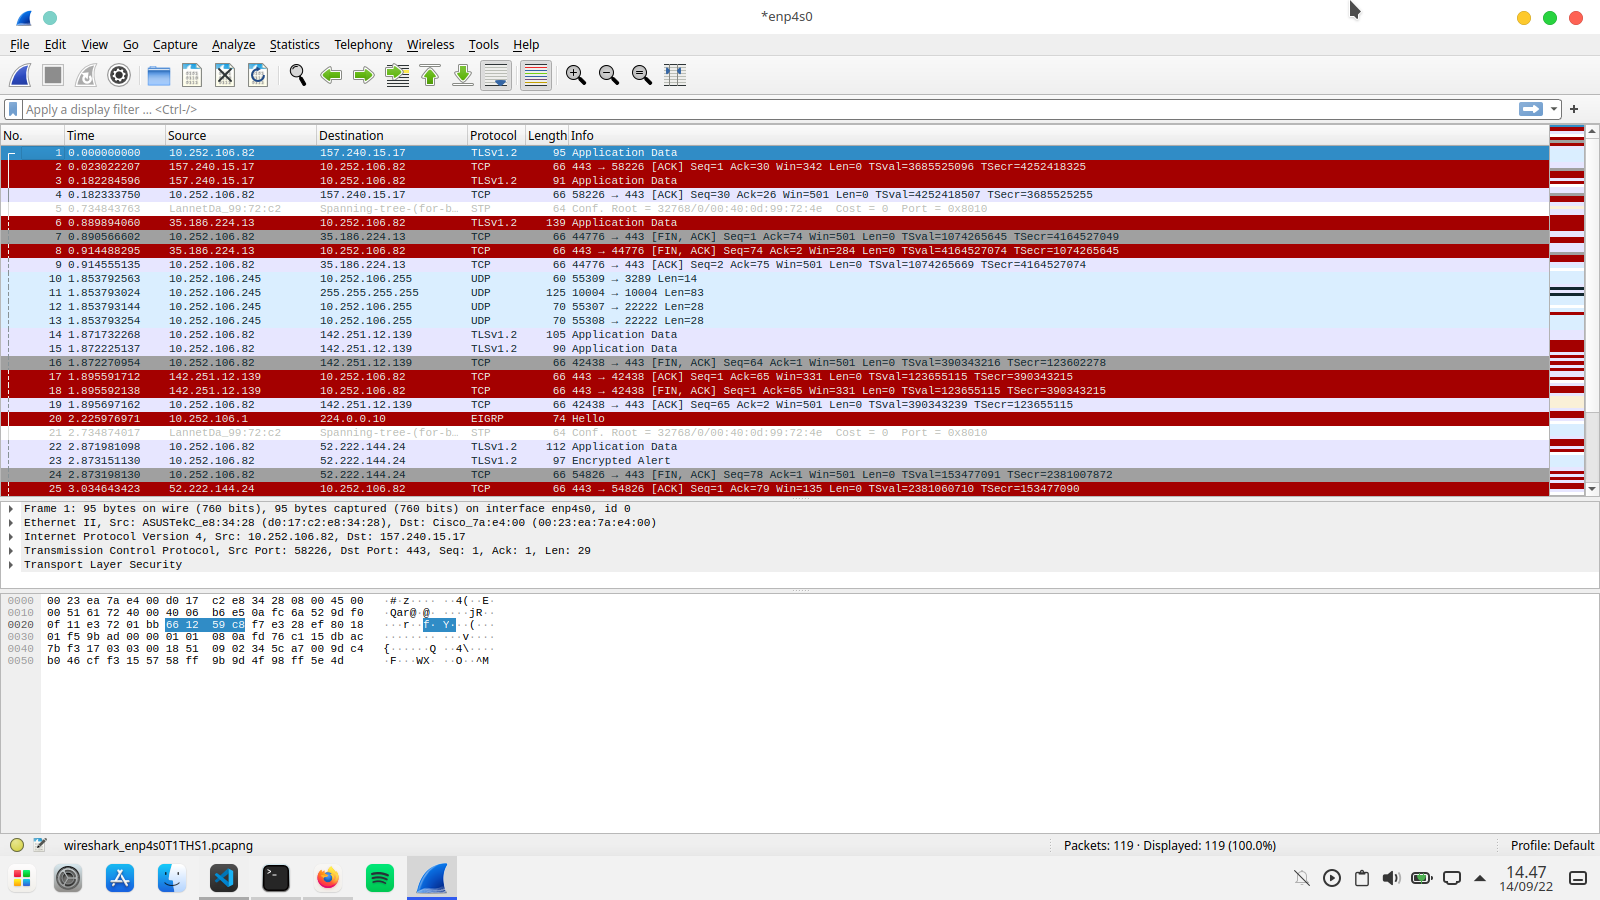 *enp4s0
File Edit View Go Capture Analyze Statistics Telephony Wireless Tools Help
Apply a display filter ... <Ctrl-/>
No. Time Source Destination Protocol Length Info
1 0.000000000 10.252.106.82 157.240.15.17 TLSv1.2 95 Application Data
2 0.023022207 157.240.15.17 10.252.106.82 TCP 66 443 → 58226 [ACK] Seq=1 Ack=30 Win=342 Len=0 TSval=3685525096 TSecr=4252418325
3 0.182284596 157.240.15.17 10.252.106.82 TLSv1.2 91 Application Data
4 0.182333750 10.252.106.82 157.240.15.17 TCP 66 58226 → 443 [ACK] Seq=30 Ack=26 Win=501 Len=0 TSval=4252418507 TSecr=3685525255
5 0.734843763 LannetDa_99:72:c2 Spanning-tree-(for-b… STP 64 Conf. Root = 32768/0/00:40:0d:99:72:4e Cost = 0 Port = 0x8010
6 0.889894060 35.186.224.13 10.252.106.82 TLSv1.2 139 Application Data
7 0.890566602 10.252.106.82 35.186.224.13 TCP 66 44776 → 443 [FIN, ACK] Seq=1 Ack=74 Win=501 Len=0 TSval=1074265645 TSecr=4164527049
8 0.914488295 35.186.224.13 10.252.106.82 TCP 66 443 → 44776 [FIN, ACK] Seq=74 Ack=2 Win=284 Len=0 TSval=4164527074 TSecr=1074265645
9 0.914555135 10.252.106.82 35.186.224.13 TCP 66 44776 → 443 [ACK] Seq=2 Ack=75 Win=501 Len=0 TSval=1074265669 TSecr=4164527074
10 1.853792563 10.252.106.245 10.252.106.255 UDP 60 55309 → 3289 Len=14
11 1.853793024 10.252.106.245 255.255.255.255 UDP 125 10004 → 10004 Len=83
12 1.853793144 10.252.106.245 10.252.106.255 UDP 70 55307 → 22222 Len=28
13 1.853793254 10.252.106.245 10.252.106.255 UDP 70 55308 → 22222 Len=28
14 1.871732268 10.252.106.82 142.251.12.139 TLSv1.2 105 Application Data
15 1.872225137 10.252.106.82 142.251.12.139 TLSv1.2 90 Application Data
16 1.872270954 10.252.106.82 142.251.12.139 TCP 66 42438 → 443 [FIN, ACK] Seq=64 Ack=1 Win=501 Len=0 TSval=390343216 TSecr=123602278
17 1.895591712 142.251.12.139 10.252.106.82 TCP 66 443 → 42438 [ACK] Seq=1 Ack=65 Win=331 Len=0 TSval=123655115 TSecr=390343215
18 1.895592138 142.251.12.139 10.252.106.82 TCP 66 443 → 42438 [FIN, ACK] Seq=1 Ack=65 Win=331 Len=0 TSval=123655115 TSecr=390343215
19 1.895697162 10.252.106.82 142.251.12.139 TCP 66 42438 → 443 [ACK] Seq=65 Ack=2 Win=501 Len=0 TSval=390343239 TSecr=123655115
20 2.225976971 10.252.106.1 224.0.0.10 EIGRP 74 Hello
21 2.734874017 LannetDa_99:72:c2 Spanning-tree-(for-b… STP 64 Conf. Root = 32768/0/00:40:0d:99:72:4e Cost = 0 Port = 0x8010
22 2.871981098 10.252.106.82 52.222.144.24 TLSv1.2 112 Application Data
23 2.873151130 10.252.106.82 52.222.144.24 TLSv1.2 97 Encrypted Alert
24 2.873198130 10.252.106.82 52.222.144.24 TCP 66 54826 → 443 [FIN, ACK] Seq=78 Ack=1 Win=501 Len=0 TSval=153477091 TSecr=2381007872
25 3.034643423 52.222.144.24 10.252.106.82 TCP 66 443 → 54826 [ACK] Seq=1 Ack=79 Win=135 Len=0 TSval=2381060710 TSecr=153477090
Frame 1: 95 bytes on wire (760 bits), 95 bytes captured (760 bits) on interface enp4s0, id 0
Ethernet II, Src: ASUSTekC_e8:34:28 (d0:17:c2:e8:34:28), Dst: Cisco_7a:e4:00 (00:23:ea:7a:e4:00)
Internet Protocol Version 4, Src: 10.252.106.82, Dst: 157.240.15.17
Transmission Control Protocol, Src Port: 58226, Dst Port: 443, Seq: 1, Ack: 1, Len: 29
Transport Layer Security
0000 00 23 ea 7a e4 00 d0 17 c2 e8 34 28 08 00 45 00 ·#·z···· ··4(··E·
0010 00 51 61 72 40 00 40 06 b6 e5 0a fc 6a 52 9d f0 ·Qar@·@· ····jR··
0020 0f 11 e3 72 01 bb 66 12 59 c8 f7 e3 28 ef 80 18 ···r··f· Y···(···
0030 01 f5 9b ad 00 00 01 01 08 0a fd 76 c1 15 db ac ········ ···v····
0040 7b f3 17 03 03 00 18 51 09 02 34 5c a7 00 9d c4 {······Q ··4\····
0050 b0 46 cf f3 15 57 58 ff 9b 9d 4f 98 ff 5e 4d ·F···WX· ··O··^M
wireshark_enp4s0T1THS1.pcapng
Packets: 119 · Displayed: 119 (100.0%)
Profile: Default
14.47
14/09/22